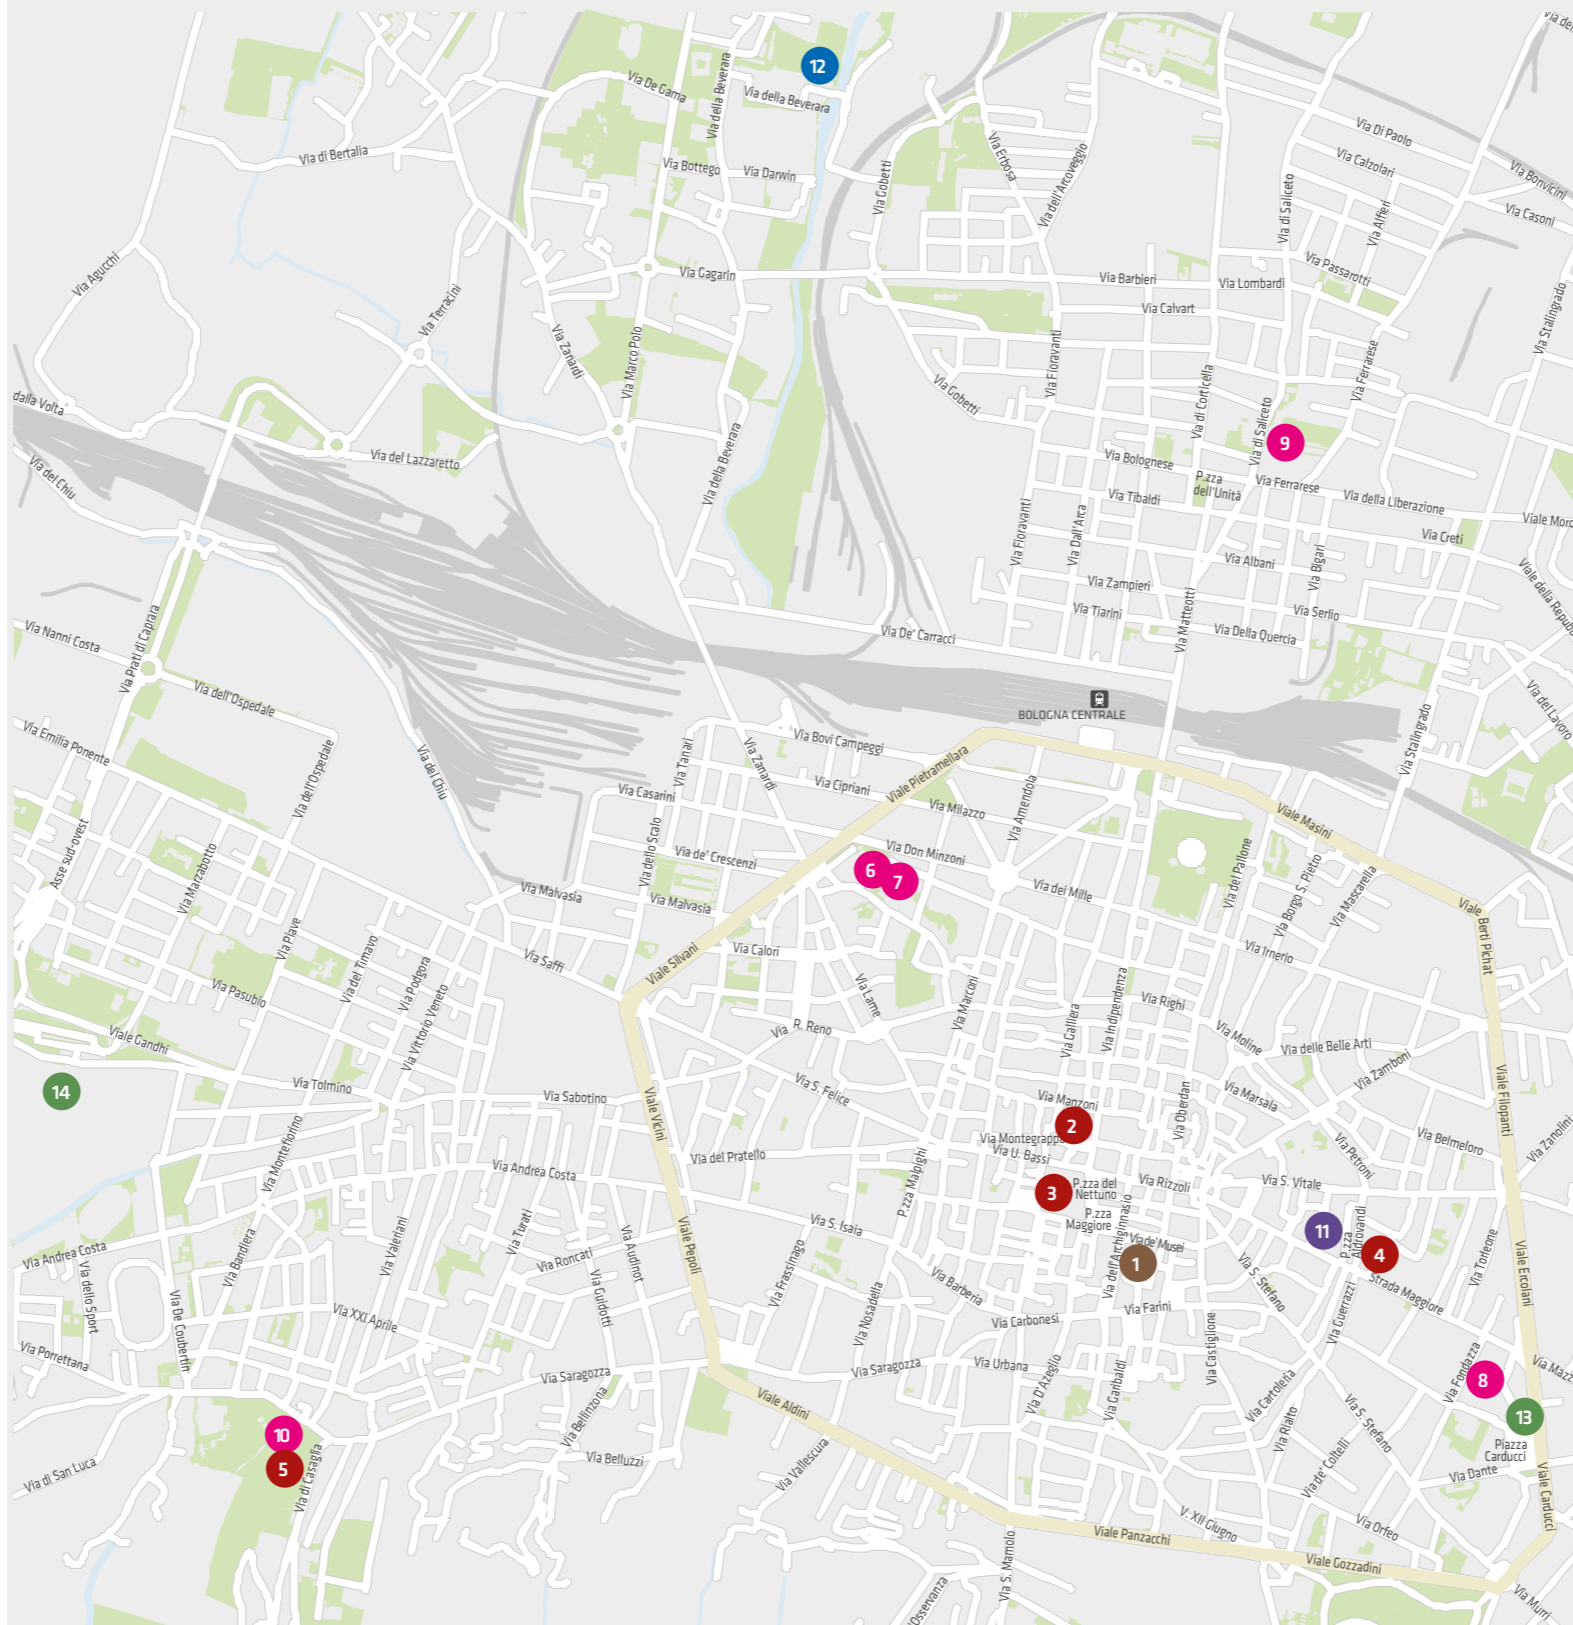 12
Via De Gama
Via della Beverara
Via della Beverara
Via di Bertalia
Via Bottego
Via Darwin
Via Gobetti
Via Erbosa
Via dell'Arcoveggio
Via Di Paolo
Via Calzolari
Via Bonvicini
Via Casoni
Via di Saliceto
Via Alfieri
Via Passarotti
Via Agucchi
Via Terracini
Via Zanardi
Via Marco Polo
Via Gagarin
Via Barbieri
Via Lombardi
Via Calvart
Via Fioravanti
Via Ferrarese
Via Stalingrado
dalla Volta
Via del Chiu
Via del Lazzaretto
Via della Beverara
Via Gobetti
Via di Corticella
Via di Saliceto
9
Via Bolognese
P.zza
dell'Unità
Via Ferrarese
Via Tibaldi
Via della Liberazione
Via Creti
Via Fioravanti
Via Dall'Arca
Via Albani
Via Bigari
Via Zampieri
Via Tiarini
Via Serlio
Via Della Quercia
Via Matteotti
Via De' Carracci
Via Nanni Costa
Via Prati di Caprara
Via dell'Ospedale
Via Emilia Ponente
Via dell'Ospedale
Via del Chiu
BOLOGNA CENTRALE
Via Stalingrado
Via del Lavoro
Via Bovi Campeggi
Via Tanari
Via Zanardi
Via Casarini
Via Cipriani
Viale Pietramellara
Via Milazzo
Via Amendola
Viale Masini
Asse sud-ovest
Via Marzabotto
Via dello Scalo
Via de' Crescenzi
Via Don Minzoni
6
7
Via dei Mille
Via del Pallone
Via Borgo S. Pietro
Via Mascarella
Via Malvasia
Via Malvasia
Viale
Berti Pichat
Via Piave
Via del Timavo
Via Podgora
Via Vittorio Veneto
Via Saffi
Viale Silvani
Via Calori
Via Lame
Via Marconi
Via Irnerio
Via Pasubio
Viale Gandhi
Via R. Reno
Via Galliera
Via Indipendenza
Via Righi
Via Moline
Via delle Belle Arti
Via Zamboni
14
Via Tolmino
Via Sabotino
Viale Vicini
Via S. Felice
Via Manzoni
2
Via Oberdan
Via Marsala
Viale Filopanti
Via Montefiorino
Via Andrea Costa
Via del Pratello
Via Montegrappa
Via U. Bassi
Via Petroni
Via Belmeloro
Via Zanolini
P.zza Malpighi
3
P.zza del
Nettuno
Via Rizzoli
Via S. Vitale
P.zza
Maggiore
Via dell'Archiginnasio
Via de' Musei
1
11
P.zza
Aldrovandi
4
Strada Maggiore
Via Torleone
Viale Ercolani
Via Andrea Costa
Via dello Sport
Via Bandiera
Via Valeriani
Via Turati
Via Roncati
Via Audinot
Via Guidotti
Viale Pepoli
Via S. Isaia
Via Frassinago
Via Nosadella
Via Barberia
Via Carbonesi
Via Farini
Via S. Stefano
Via Guerrazzi
Via XXI Aprile
Via De Coubertin
Via Porrettana
Via Saragozza
Via Saragozza
Via Urbana
Via D'Azeglio
Via Garibaldi
Via Castiglione
Via Cartoleria
Via Rialto
Via S. Stefano
Via Fondazza
8
13
Piazza
Carducci
10
5
Via di Casaglia
Via di San Luca
Via Bellinzona
Via Belluzzi
Viale Aldini
Via Vallescura
Via de' Coltelli
Via Dante
Viale Carducci
Via S. Mamolo
Viale Panzacchi
V. XII Giugno
Via Orfeo
Viale Gozzadini
Via Murri